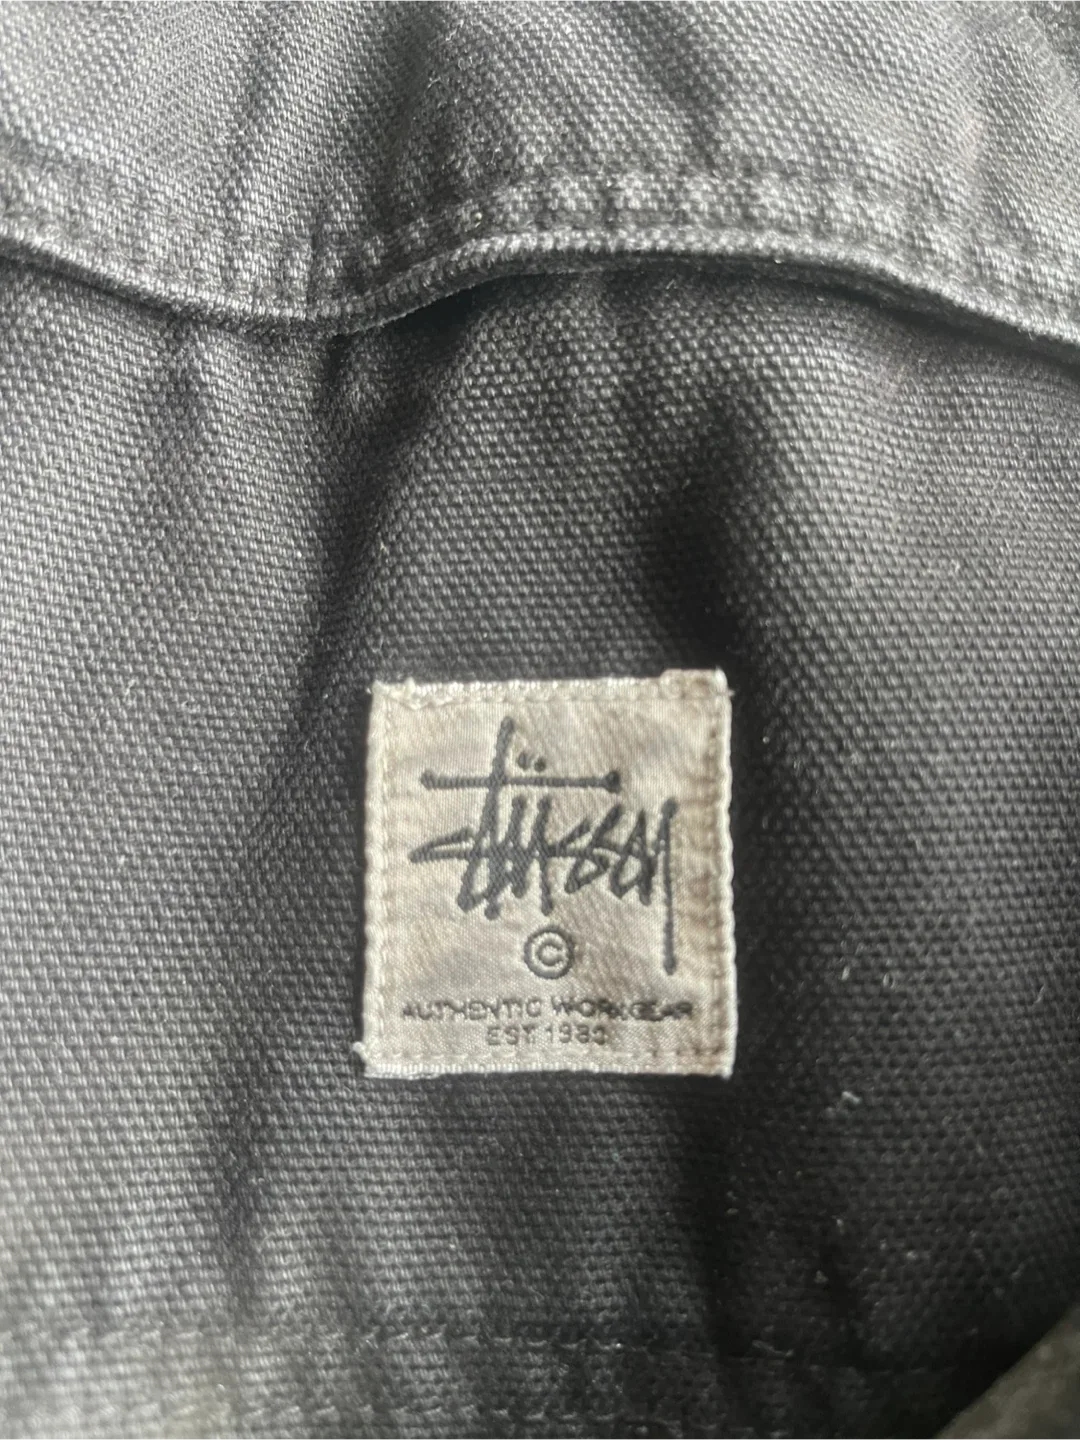 Stüssy
©
AUTHENTIC WORKGEAR
EST. 1980